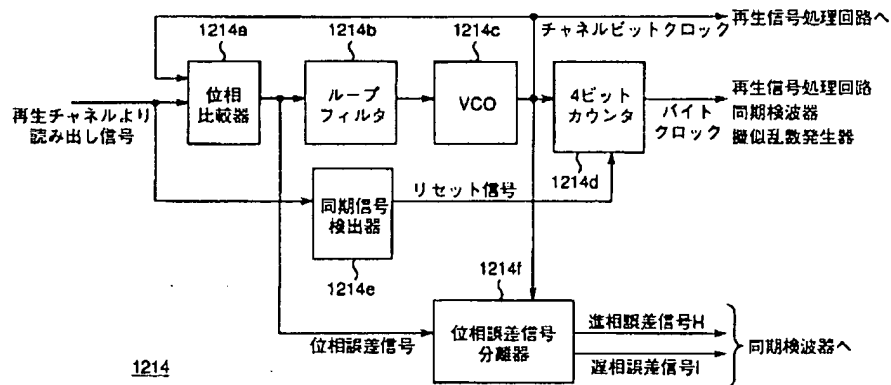 1214a
1214b
1214c
チャネルビットクロック
再生信号処理回路へ
再生チャネルより
読み出し信号
位相
比較器
ループ
フィルタ
VCO
4ビット
カウンタ
バイト
クロック
再生信号処理回路
同期検波器
擬似乱数発生器
1214d
同期信号
検出器
リセット信号
1214e
1214f
位相誤差信号
位相誤差信号
分離器
進相誤差信号H
遅相誤差信号I
同期検波器へ
1214